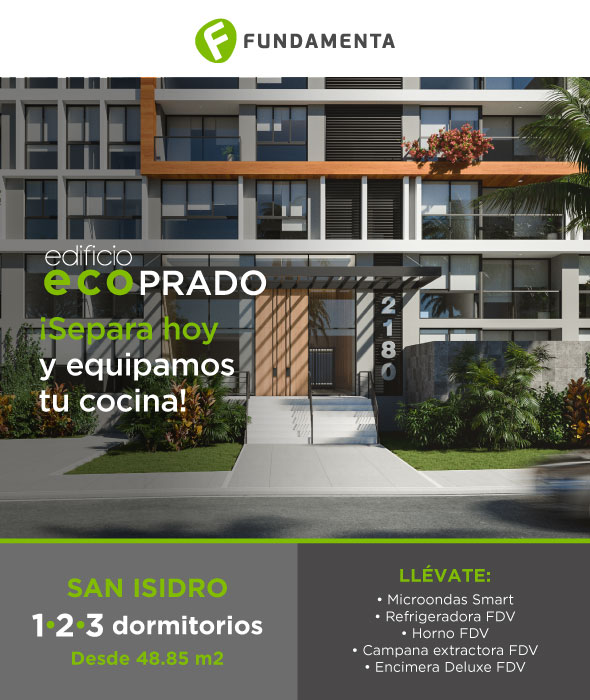 FUNDAMENTA
edificio
ecoPRADO
¡Separa hoy
y equipamos
tu cocina!
2180
SAN ISIDRO
1•2•3 dormitorios
Desde 48.85 m2
LLÉVATE:
• Microondas Smart
• Refrigeradora FDV
• Horno FDV
• Campana extractora FDV
• Encimera Deluxe FDV